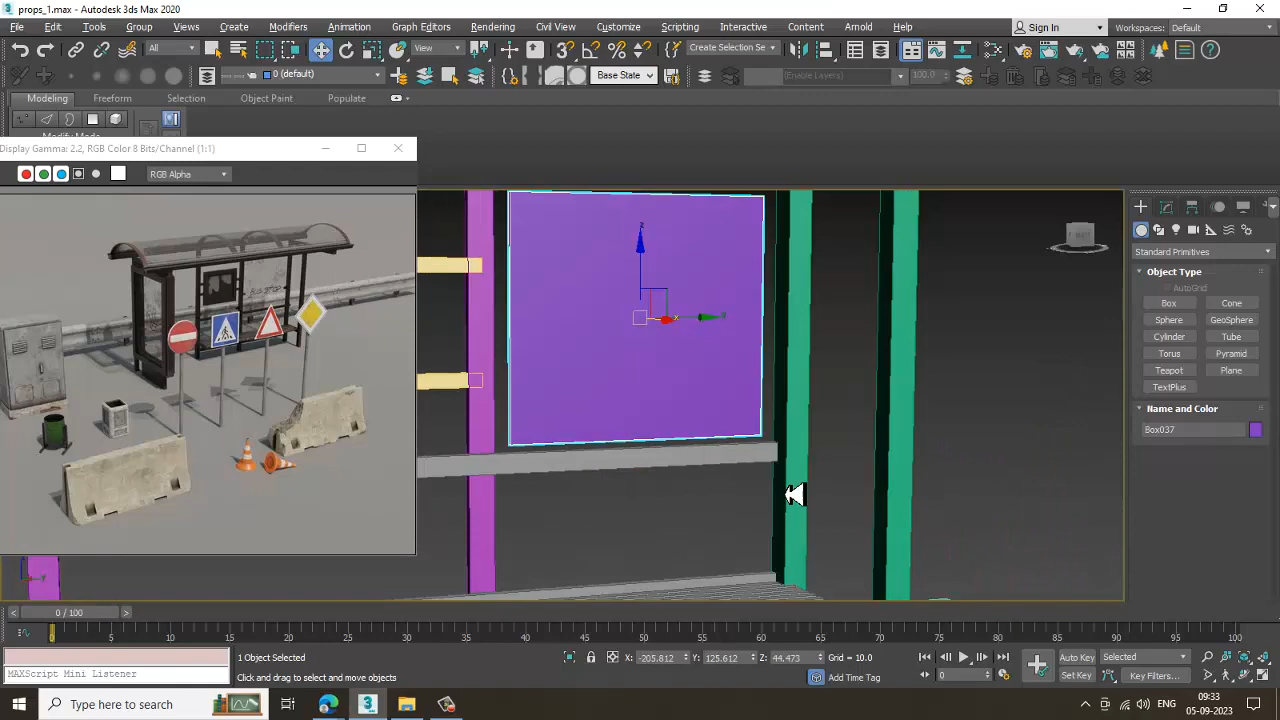 props_1.max - Autodesk 3ds Max 2020
File Edit Tools Group Views Create Modifiers Animation Graph Editors Rendering Civil View Customize Scripting Interactive Content Arnold Help Sign In Workspaces: Default
All View Create Selection Se
0 (default) Base State (Enable Layers) 100.0
Modeling Freeform Selection Object Paint Populate
Display Gamma: 2.2, RGB Color 8 Bits/Channel (1:1)
RGB Alpha
BUS STOP
Standard Primitives
Object Type
AutoGrid
Box Cone
Sphere GeoSphere
Cylinder Tube
Torus Pyramid
Teapot Plane
TextPlus
Name and Color
Box037
0 / 100
0 5 10 15 20 25 30 35 40 45 50 55 60 65 70 75 80 85 90 95 100
1 Object Selected X: -205.812 Y: 125.612 Z: 44.473 Grid = 10.0 Auto Key Selected
MAXScript Mini Listener Click and drag to select and move objects Add Time Tag 0 Set Key Key Filters...
Type here to search
09:33
05-09-2023